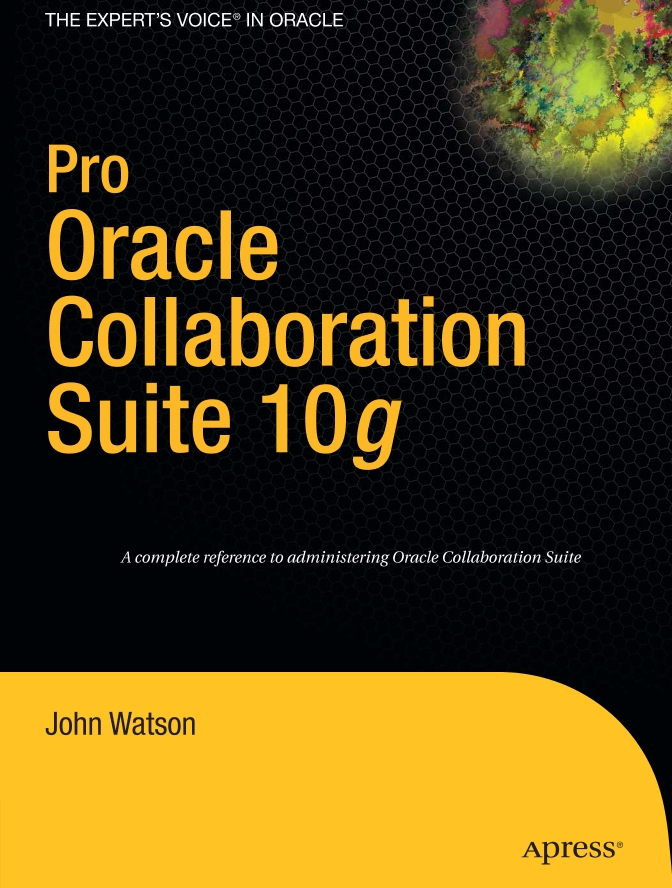 THE EXPERT'S VOICE® IN ORACLE
Pro
Oracle
Collaboration
Suite 10g
A complete reference to administering Oracle Collaboration Suite
John Watson
Apress®